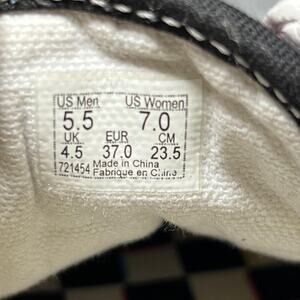 US Men US Women
5.5 7.0
UK EUR CM
4.5 37.0 23.5
721454 Made in China
Fabriqué en Chine